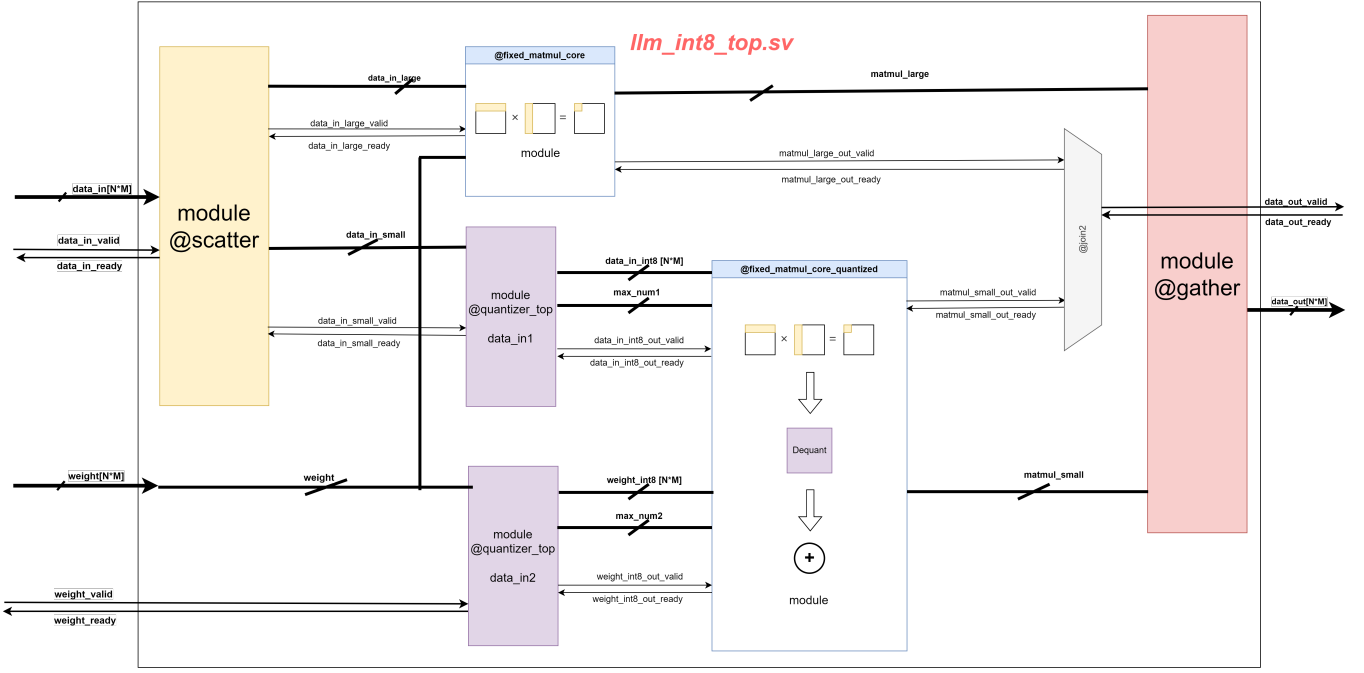 llm_int8_top.sv
@fixed_matmul_core
data_in_large
matmul_large
data_in_large_valid
data_in_large_ready
×
=
module
matmul_large_out_valid
matmul_large_out_ready
data_in[N*M]
data_in_valid
data_in_ready
module
@scatter
data_in_small
data_in_small_valid
data_in_small_ready
module
@quantizer_top
data_in1
data_in_int8 [N*M]
max_num1
data_in_int8_out_valid
data_in_int8_out_ready
@fixed_matmul_core_quantized
×
=
Dequant
+
module
matmul_small_out_valid
matmul_small_out_ready
@join2
module
@gather
data_out_valid
data_out_ready
data_out[N*M]
weight[N*M]
weight
module
@quantizer_top
data_in2
weight_int8 [N*M]
max_num2
weight_int8_out_valid
weight_int8_out_ready
matmul_small
weight_valid
weight_ready